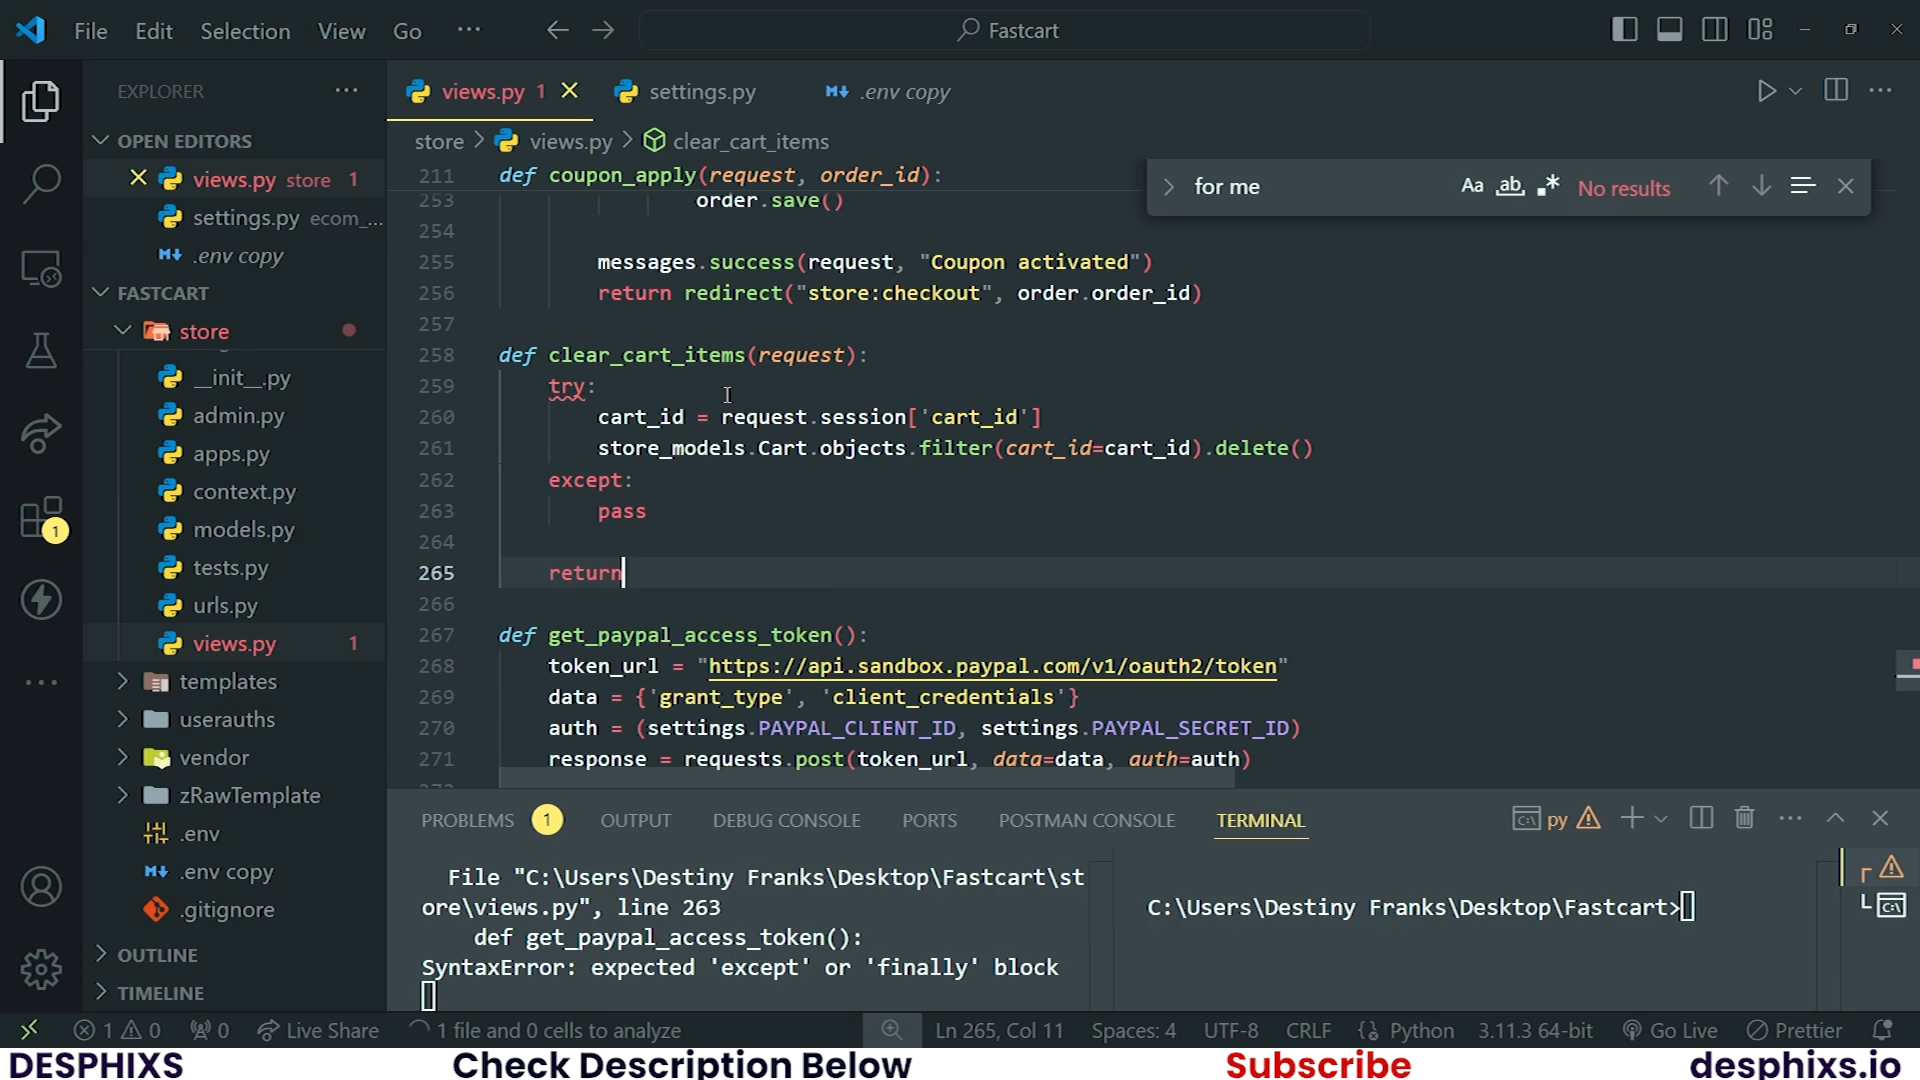 File Edit Selection View Go ··· Fastcart
EXPLORER ···
OPEN EDITORS
views.py store 1
settings.py ecom_...
.env copy
FASTCART
store
__init__.py
admin.py
apps.py
context.py
models.py
tests.py
urls.py
views.py 1
templates
userauths
vendor
zRawTemplate
.env
.env copy
.gitignore
OUTLINE
TIMELINE
1
views.py 1 settings.py .env copy
store > views.py > clear_cart_items
for me Aa ab .* No results
211 def coupon_apply(request, order_id):
253 order.save()
254
255 messages.success(request, "Coupon activated")
256 return redirect("store:checkout", order.order_id)
257
258 def clear_cart_items(request):
259 try:
260 cart_id = request.session['cart_id']
261 store_models.Cart.objects.filter(cart_id=cart_id).delete()
262 except:
263 pass
264
265 return
266
267 def get_paypal_access_token():
268 token_url = "https://api.sandbox.paypal.com/v1/oauth2/token"
269 data = {'grant_type', 'client_credentials'}
270 auth = (settings.PAYPAL_CLIENT_ID, settings.PAYPAL_SECRET_ID)
271 response = requests.post(token_url, data=data, auth=auth)
PROBLEMS 1 OUTPUT DEBUG CONSOLE PORTS POSTMAN CONSOLE TERMINAL py
File "C:\Users\Destiny Franks\Desktop\Fastcart\st
ore\views.py", line 263
def get_paypal_access_token():
SyntaxError: expected 'except' or 'finally' block
C:\Users\Destiny Franks\Desktop\Fastcart>
1 0 0 Live Share 1 file and 0 cells to analyze Ln 265, Col 11 Spaces: 4 UTF-8 CRLF Python 3.11.3 64-bit Go Live Prettier
DESPHIXS Check Description Below Subscribe desphixs.io